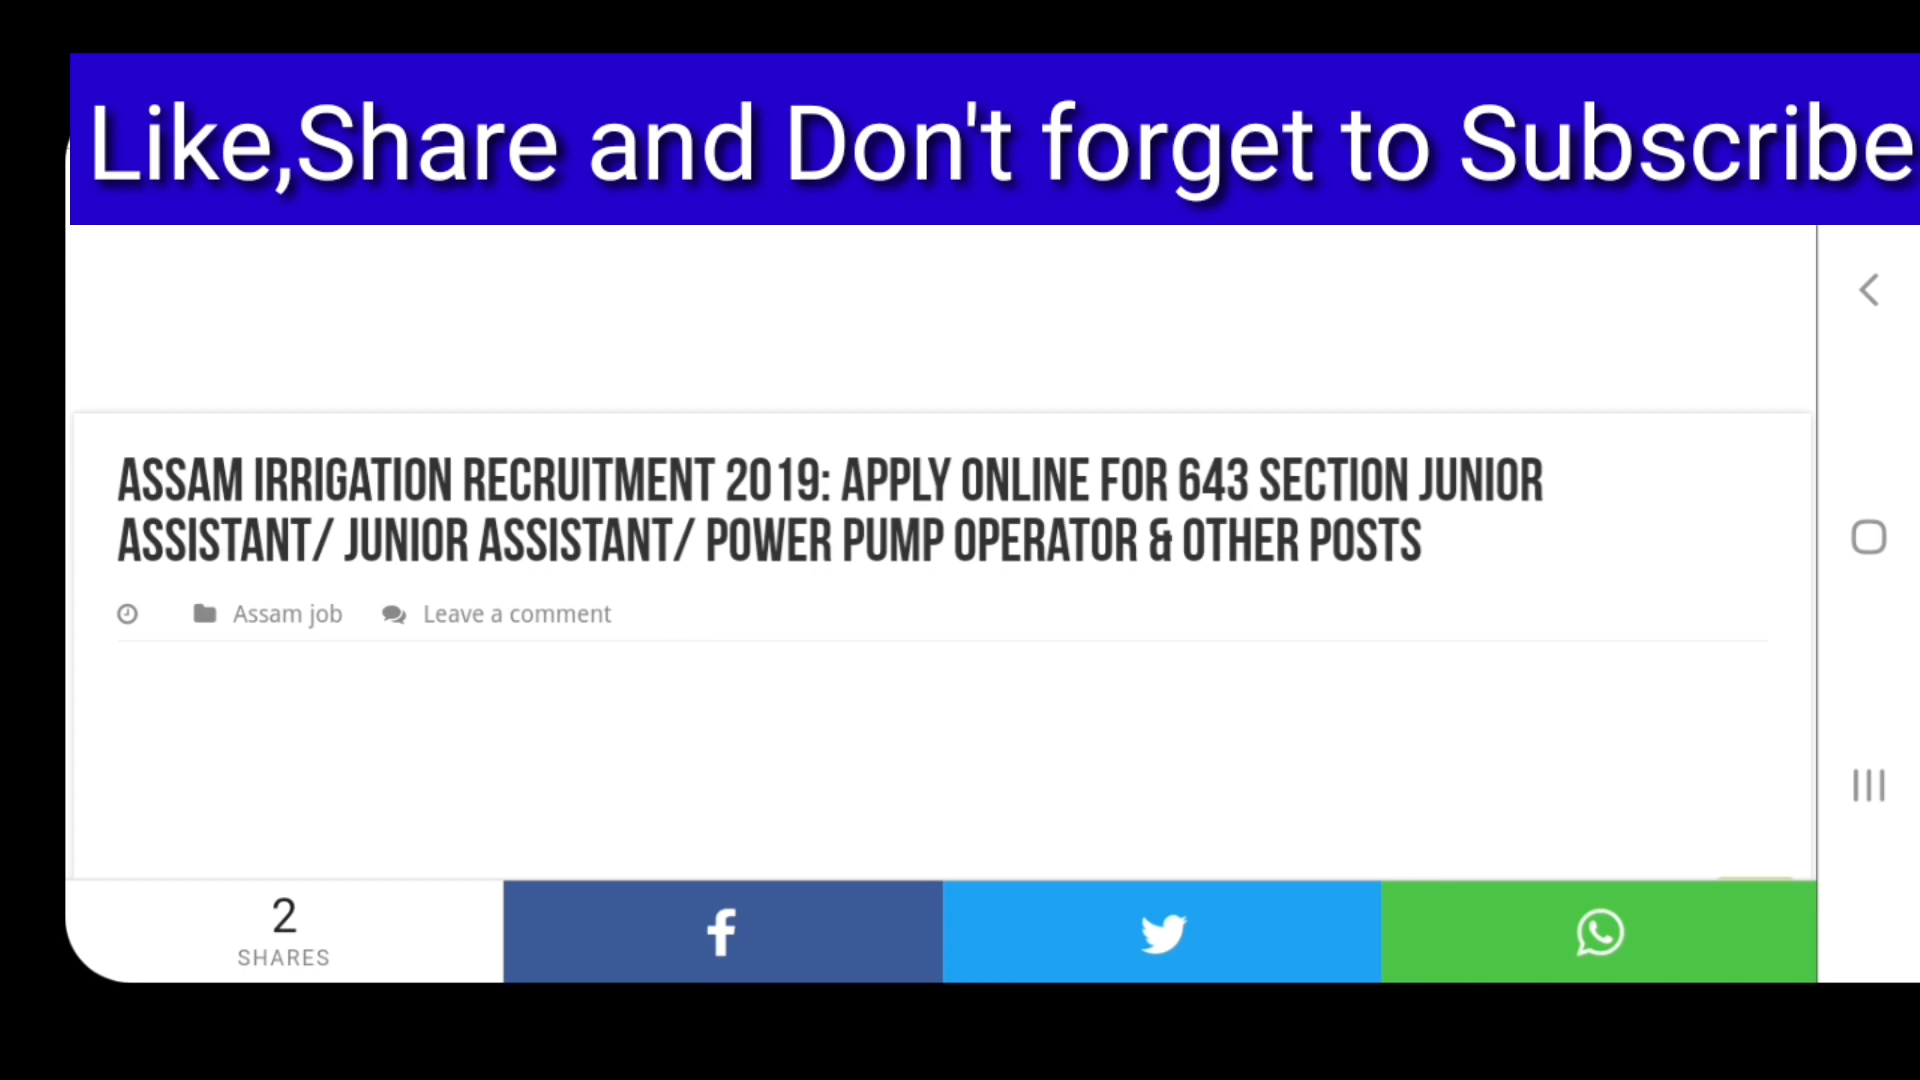 Like,Share and Don't forget to Subscribe
ASSAM IRRIGATION RECRUITMENT 2019: APPLY ONLINE FOR 643 SECTION JUNIOR
ASSISTANT/ JUNIOR ASSISTANT/ POWER PUMP OPERATOR & OTHER POSTS
Assam job Leave a comment
2
SHARES